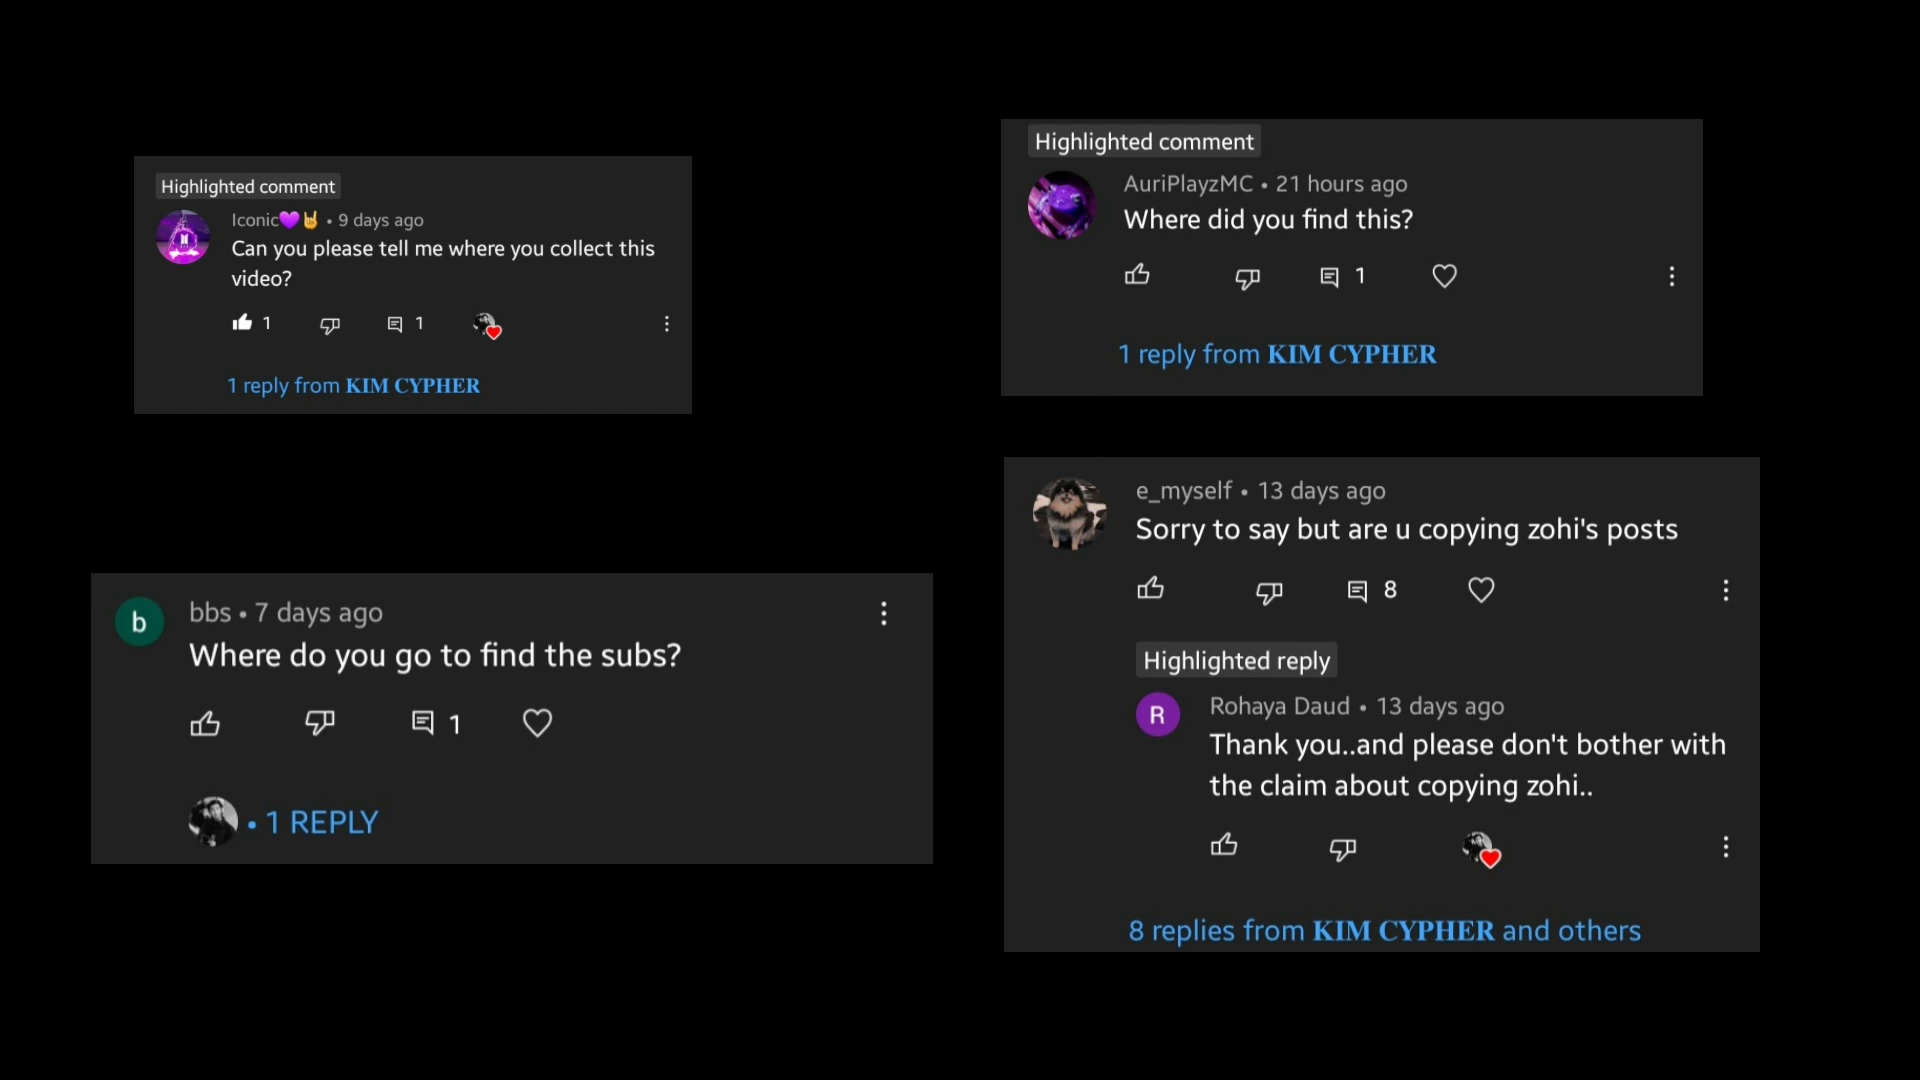 Highlighted comment
Iconic💜🤘 • 9 days ago
Can you please tell me where you collect this
video?
1 1
1 reply from KIM CYPHER
Highlighted comment
AuriPlayzMC • 21 hours ago
Where did you find this?
1
1 reply from KIM CYPHER
b
bbs • 7 days ago
Where do you go to find the subs?
1
• 1 REPLY
e_myself • 13 days ago
Sorry to say but are u copying zohi's posts
8
Highlighted reply
R
Rohaya Daud • 13 days ago
Thank you..and please don't bother with
the claim about copying zohi..
8 replies from KIM CYPHER and others